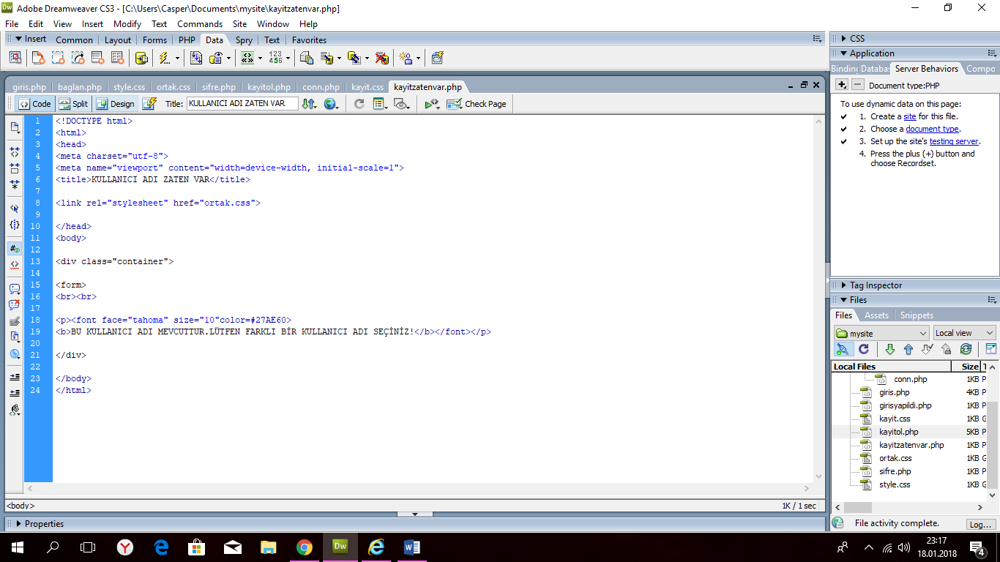 Adobe Dreamweaver CS3 - [C:\Users\Casper\Documents\mysite\kayitzatenvar.php]
File Edit View Insert Modify Text Commands Site Window Help
Insert Common Layout Forms PHP Data Spry Text Favorites
giris.php baglan.php style.css ortak.css sifre.php kayitol.php conn.php kayit.css kayitzatenvar.php
Code Split Design Title: KULLANICI ADI ZATEN VAR Check Page
1 <!DOCTYPE html>
2 <html>
3 <head>
4 <meta charset="utf-8">
5 <meta name="viewport" content="width=device-width, initial-scale=1">
6 <title>KULLANICI ADI ZATEN VAR</title>
7
8 <link rel="stylesheet" href="ortak.css">
9
10 </head>
11 <body>
12
13 <div class="container">
14
15 <form>
16 <br><br>
17
18 <p><font face="tahoma" size="10"color=#27AE60>
19 <b>BU KULLANICI ADI MEVCUTTUR.LÜTFEN FARKLI BİR KULLANICI ADI SEÇİNİZ!</b></font></p>
20
21 </div>
22
23 </body>
24 </html>
<body>
1K / 1 sec
Properties
CSS
Application
Bindin Databa: Server Behaviors Compo
Document type:PHP
To use dynamic data on this page:
1. Create a site for this file.
2. Choose a document type.
3. Set up the site's testing server.
4. Press the plus (+) button and
choose Recordset.
Tag Inspector
Files
Files Assets Snippets
mysite Local view
Local Files Size T
conn.php 1KB P
giris.php 4KB P
girisyapildi.php 1KB P
kayit.css 1KB C
kayitol.php 5KB P
kayitzatenvar.php 1KB P
ortak.css 1KB C
sifre.php 1KB P
style.css 1KB C
File activity complete. Log...
23:17
18.01.2018
4